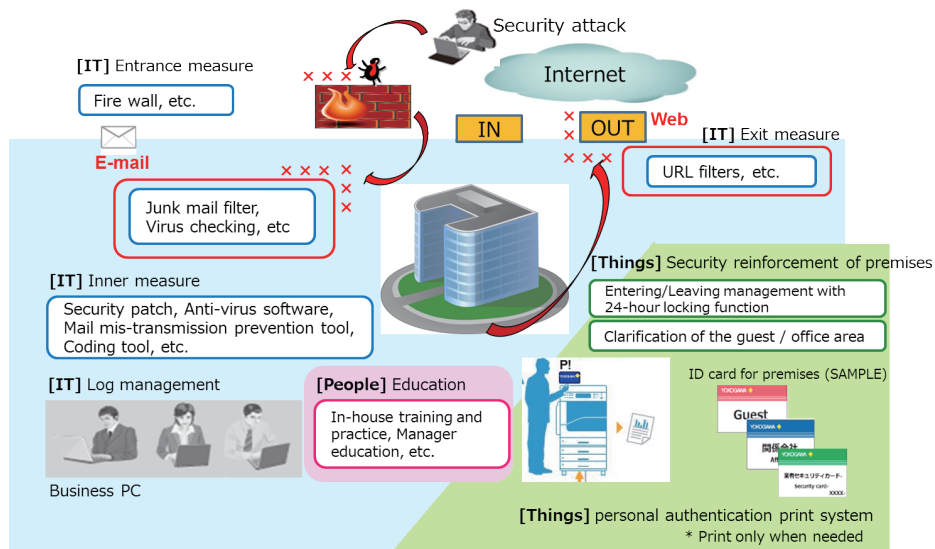 Security attack
[IT] Entrance measure
Internet
Fire wall, etc.
IN
OUT
Web
[IT] Exit measure
E-mail
URL filters, etc.
Junk mail filter,
Virus checking, etc
[Things] Security reinforcement of premises
[IT] Inner measure
Entering/Leaving management with
24-hour locking function
Security patch, Anti-virus software,
Mail mis-transmission prevention tool,
Coding tool, etc.
Clarification of the guest / office area
P!
[IT] Log management
[People] Education
ID card for premises (SAMPLE)
In-house training and
practice, Manager
education, etc.
YOKOGAWA
Guest
YOKOGAWA
関係会社
Aff
YOKOGAWA
業務セキュリティカード-
Security card-
XXXX-
Business PC
[Things] personal authentication print system
* Print only when needed